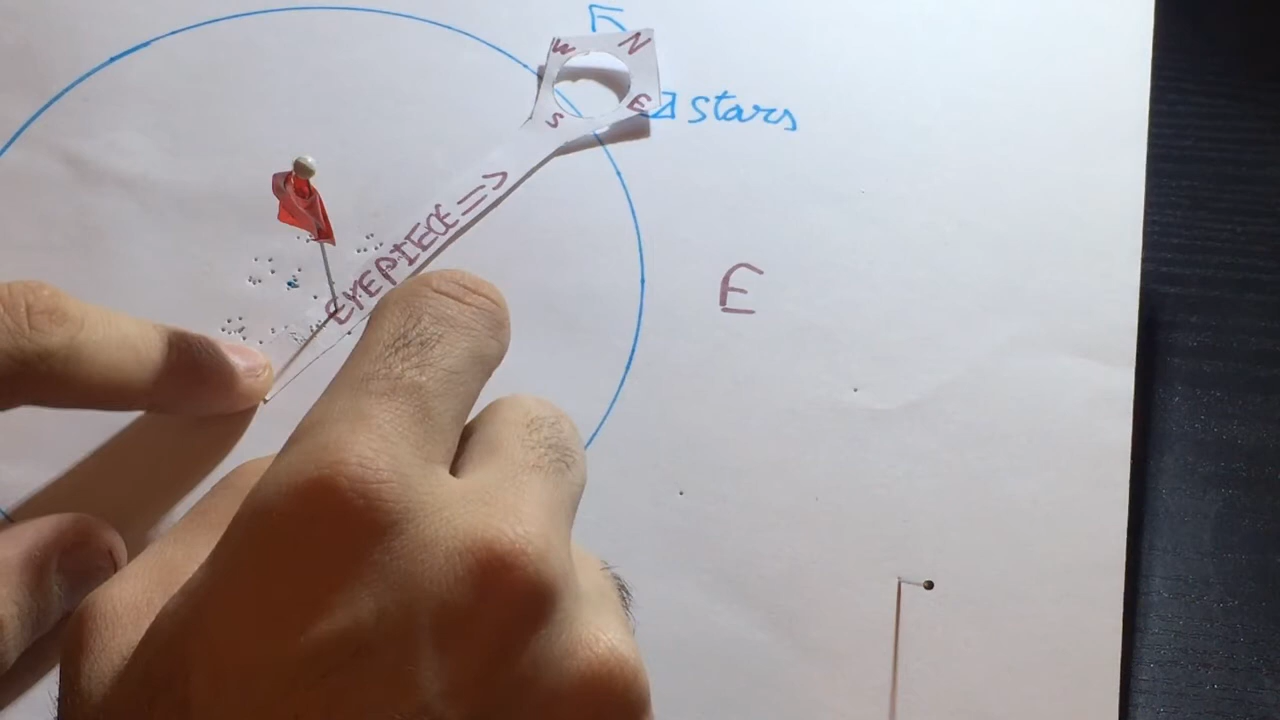 W N
S E
stars
EYEPIECE =>
E